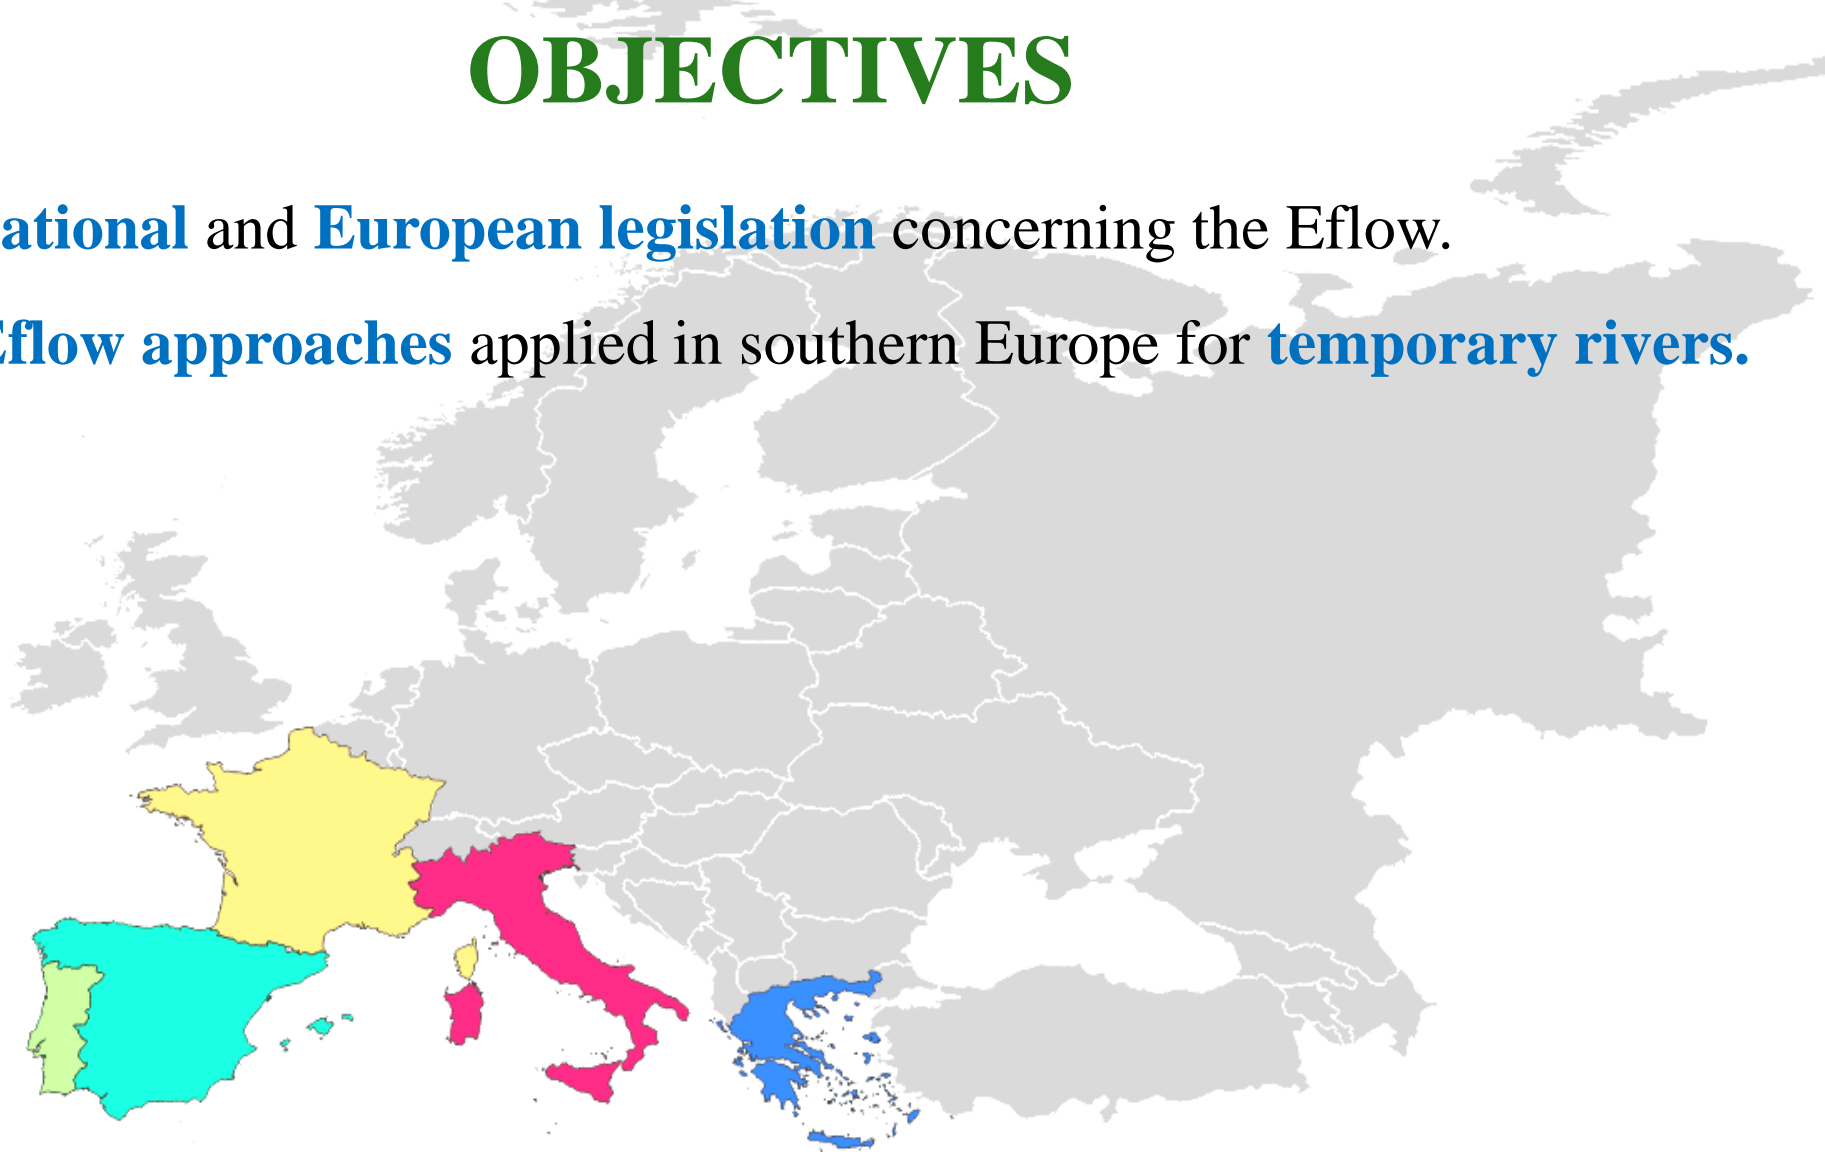 OBJECTIVES
ational and European legislation concerning the Eflow.
Eflow approaches applied in southern Europe for temporary rivers.